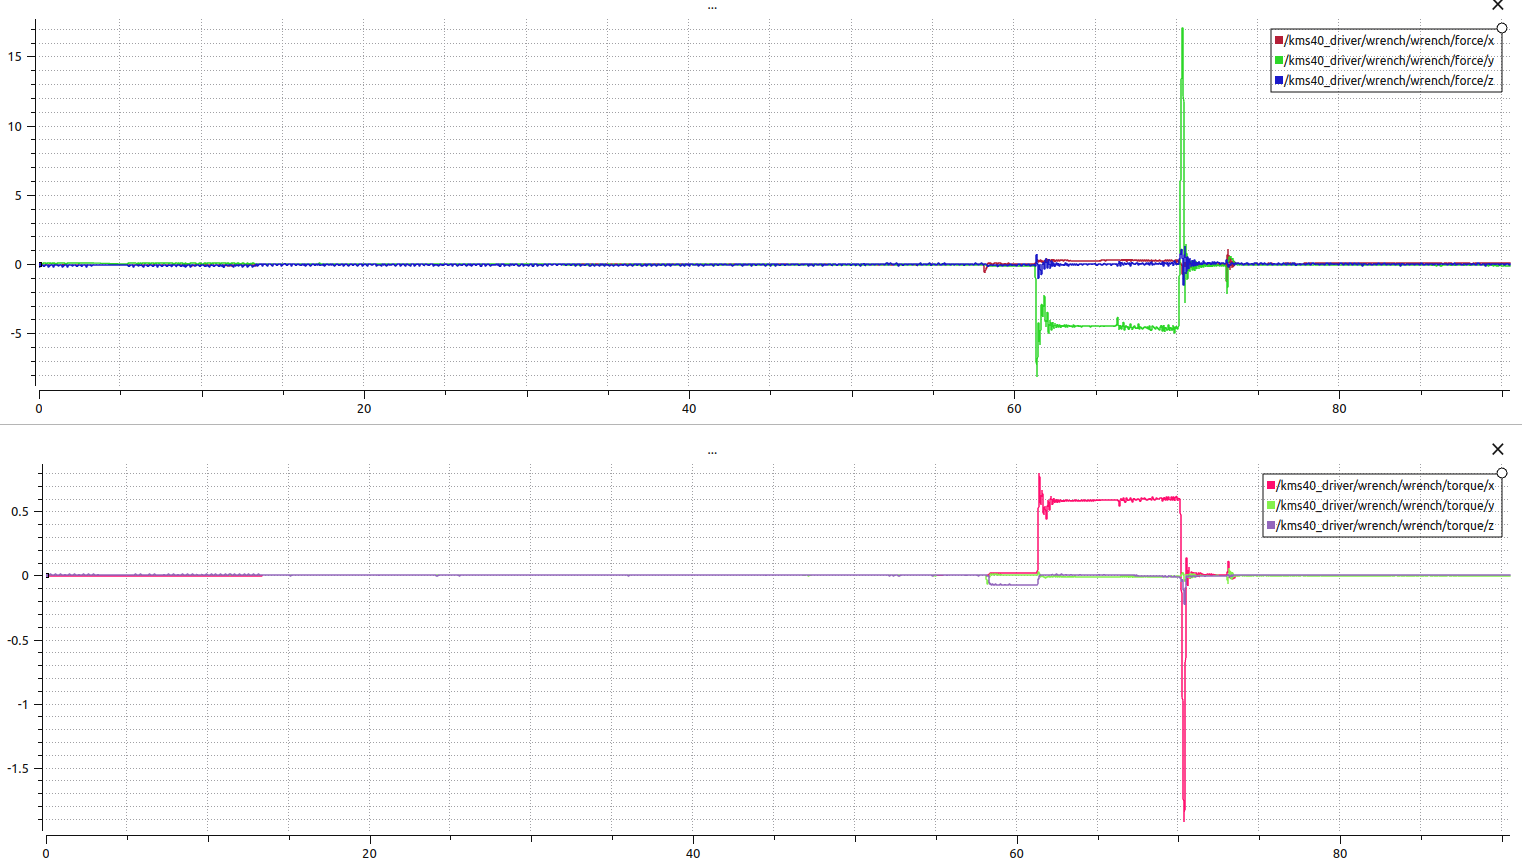 ...
15
10
5
0
-5
/kms40_driver/wrench/wrench/force/x
/kms40_driver/wrench/wrench/force/y
/kms40_driver/wrench/wrench/force/z
0 20 40 60 80
...
0.5
0
-0.5
-1
-1.5
/kms40_driver/wrench/wrench/torque/x
/kms40_driver/wrench/wrench/torque/y
/kms40_driver/wrench/wrench/torque/z
0 20 40 60 80